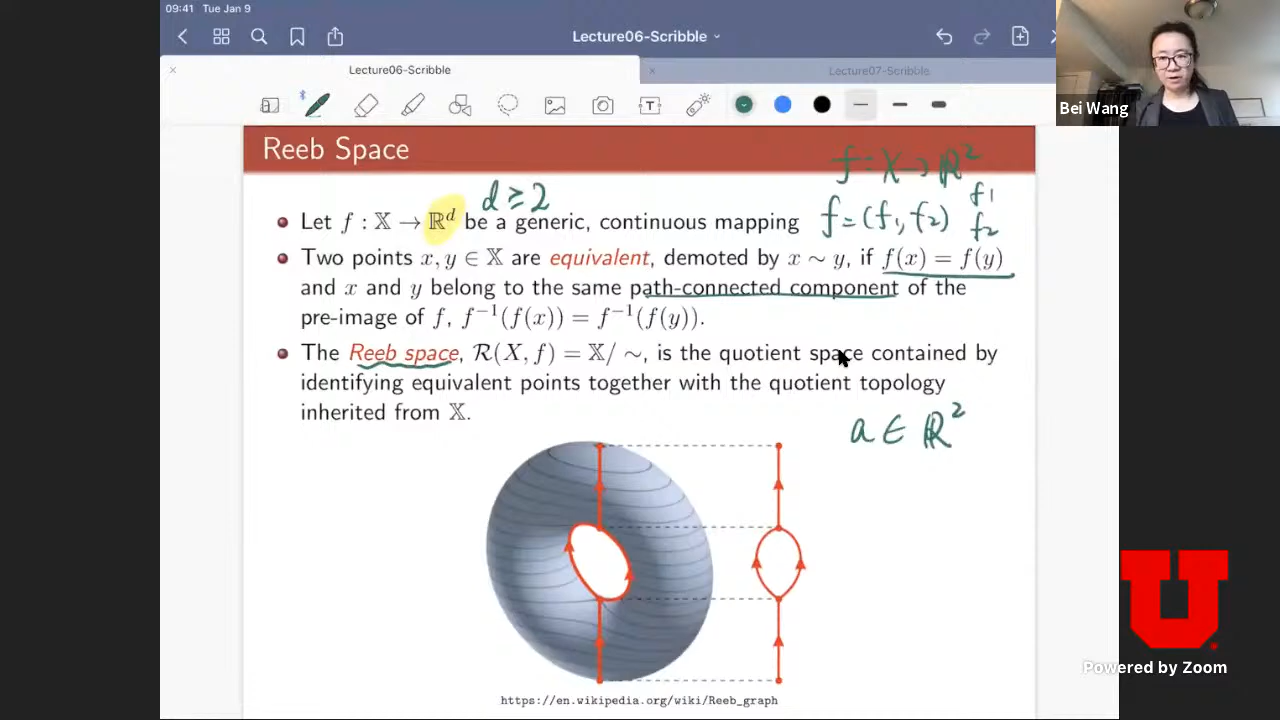 09:41 Tue Jan 9
Lecture06-Scribble
Lecture06-Scribble
Lecture07-Scribble
Bei Wang
Reeb Space
f: X → ℝ²
d ≥ 2
f1
Let f : 𝕏 → ℝᵈ be a generic, continuous mapping
f = (f1, f2)
f2
Two points x, y ∈ 𝕏 are equivalent, demoted by x ∼ y, if f(x) = f(y)
and x and y belong to the same path-connected component of the
pre-image of f, f⁻¹(f(x)) = f⁻¹(f(y)).
The Reeb space, ℛ(X, f) = 𝕏/ ∼, is the quotient space contained by
identifying equivalent points together with the quotient topology
inherited from 𝕏.
a ∈ ℝ²
https://en.wikipedia.org/wiki/Reeb_graph
U
Powered by Zoom